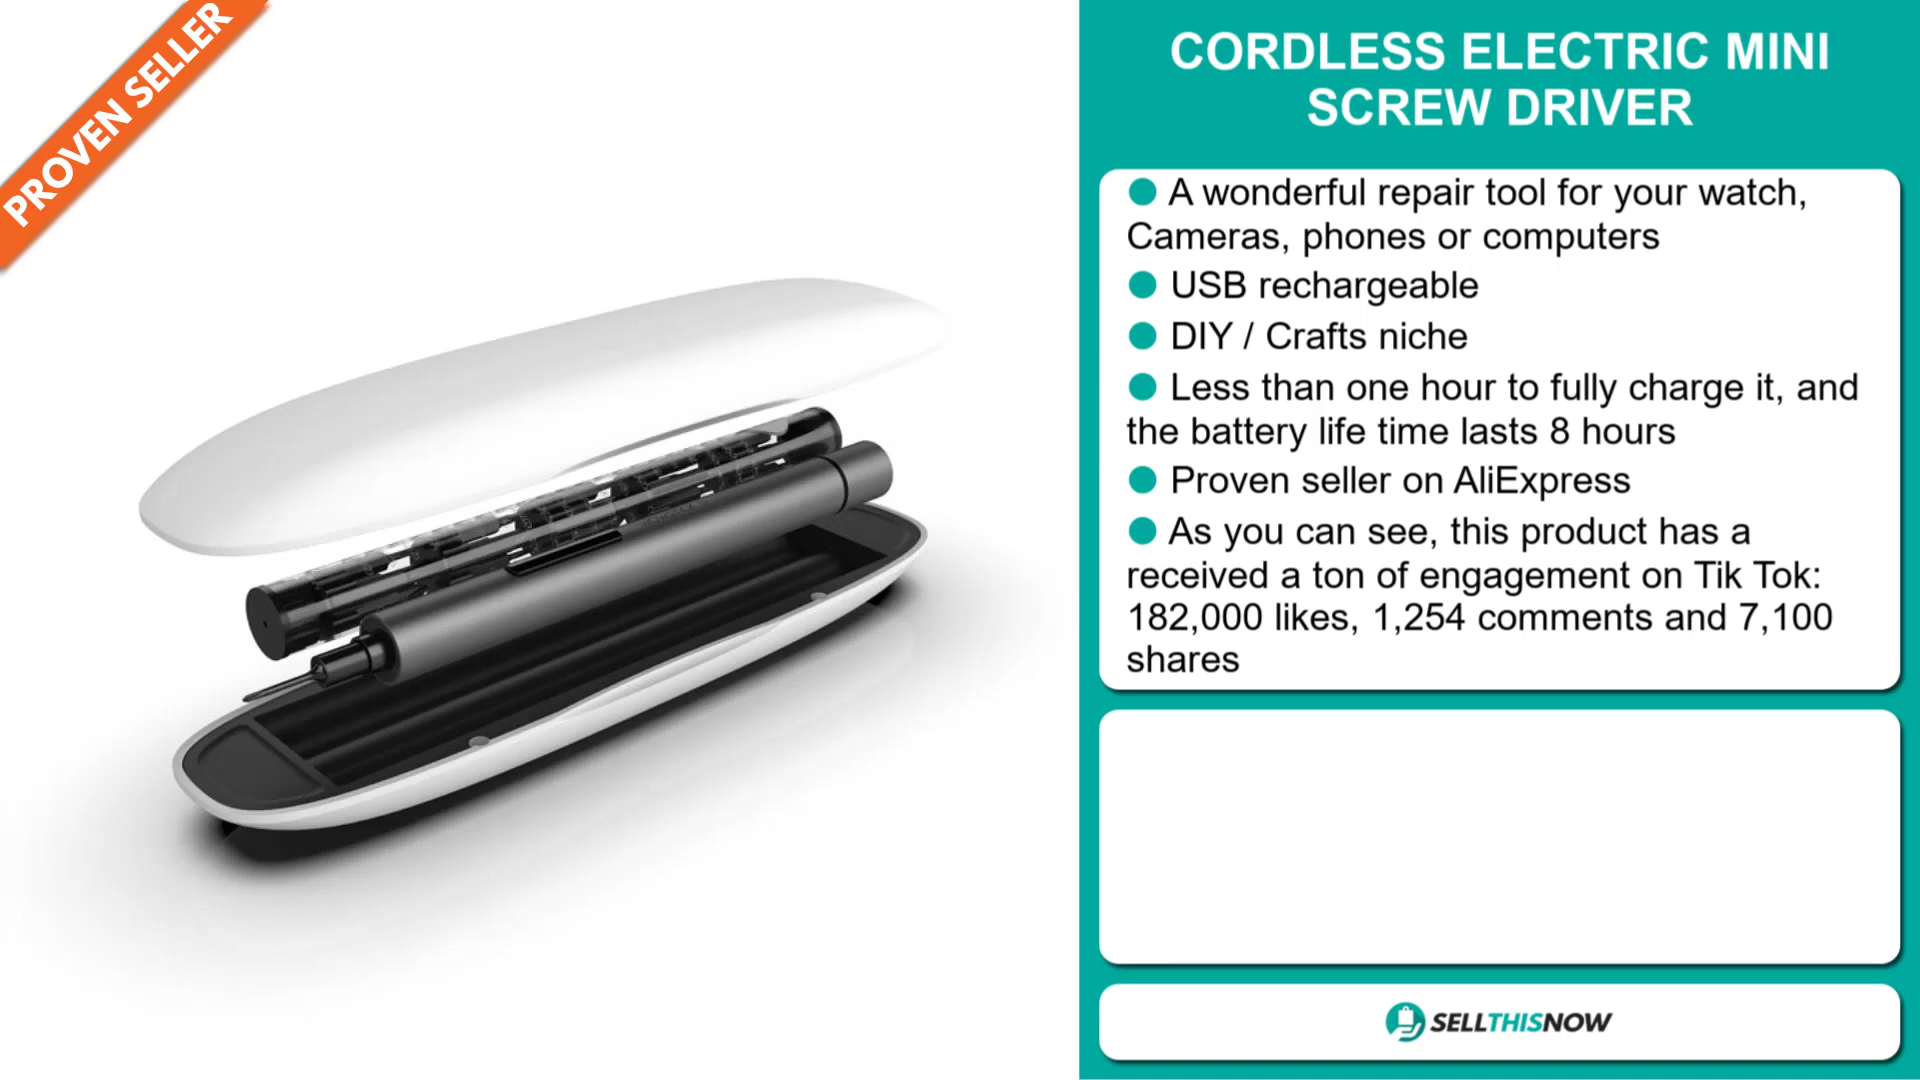 PROVEN SELLER
CORDLESS ELECTRIC MINI
SCREW DRIVER
● A wonderful repair tool for your watch,
Cameras, phones or computers
● USB rechargeable
● DIY / Crafts niche
● Less than one hour to fully charge it, and
the battery life time lasts 8 hours
● Proven seller on AliExpress
● As you can see, this product has a
received a ton of engagement on Tik Tok:
182,000 likes, 1,254 comments and 7,100
shares
SELLTHISNOW